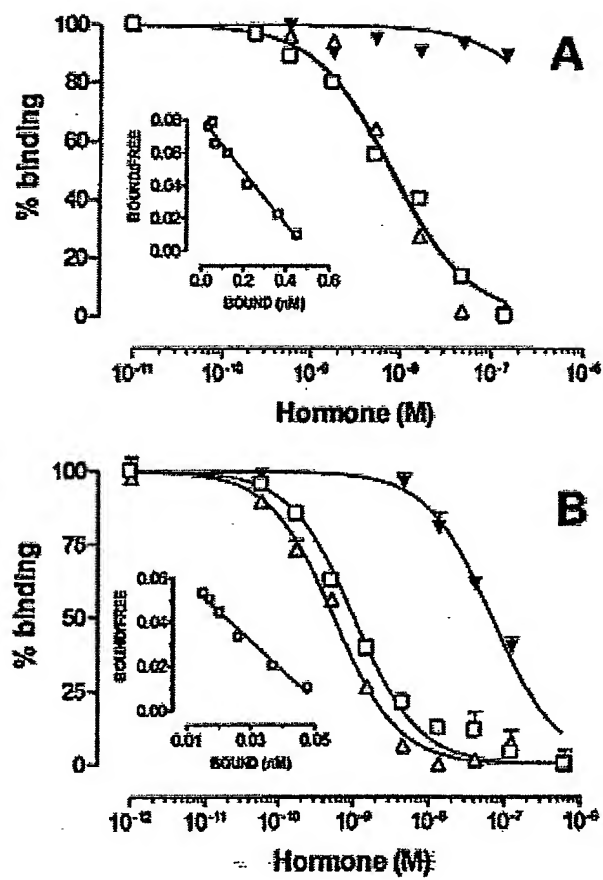 A
% binding
100
80
60
40
20
0
BOUND/FREE
0.08
0.06
0.04
0.02
0.00
0.0 0.2 0.4 0.6
BOUND (nM)
10-11 10-10 10-9 10-8 10-7 10-6
Hormone (M)
B
% binding
100
75
50
25
0
BOUND/FREE
0.06
0.04
0.02
0.00
0.01 0.03 0.05
BOUND (nM)
10-12 10-11 10-10 10-9 10-8 10-7 10-6
Hormone (M)